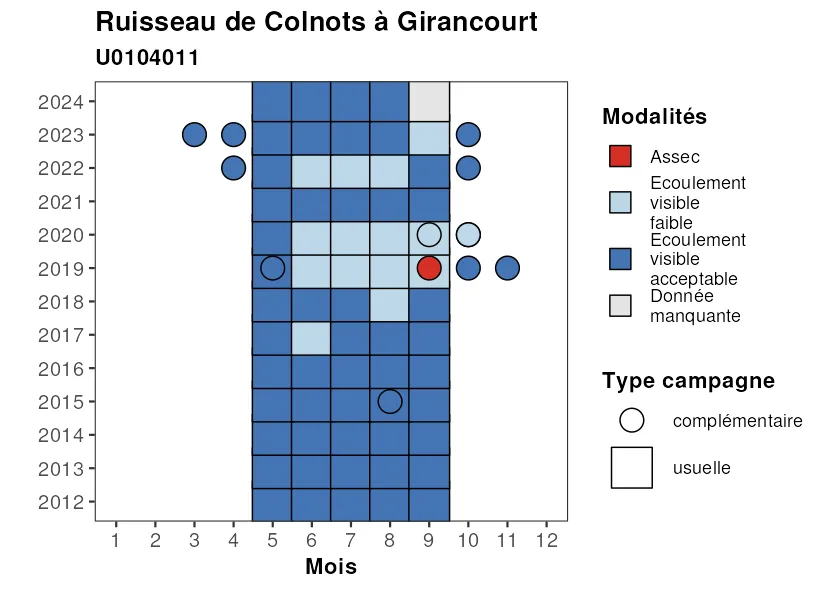 Ruisseau de Colnots à Girancourt
U0104011
2024
2023
2022
2021
2020
2019
2018
2017
2016
2015
2014
2013
2012
1 2 3 4 5 6 7 8 9 10 11 12
Mois
Modalités
Assec
Ecoulement
visible
faible
Ecoulement
visible
acceptable
Donnée
manquante
Type campagne
complémentaire
usuelle